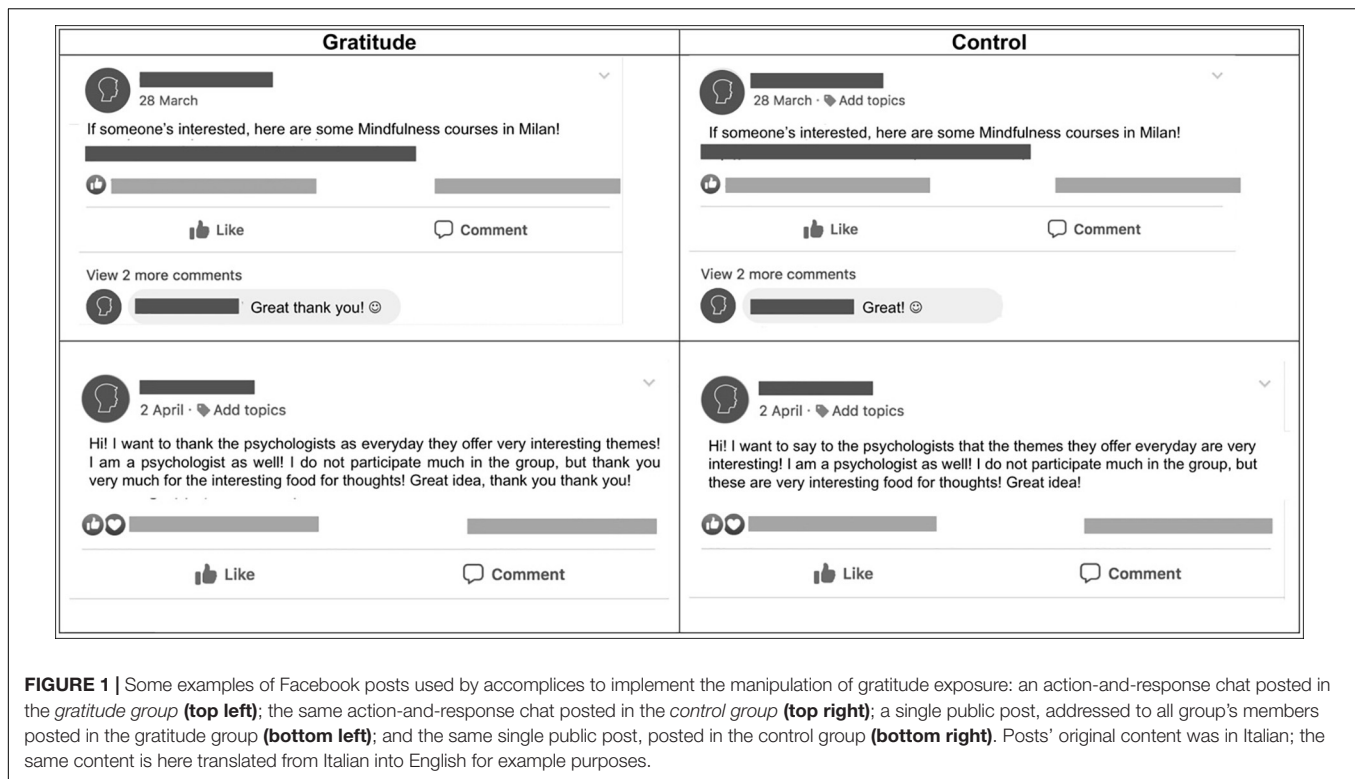 Gratitude
Control
28 March
If someone's interested, here are some Mindfulness courses in Milan!
Like
Comment
View 2 more comments
Great thank you! ☺
28 March · Add topics
If someone's interested, here are some Mindfulness courses in Milan!
Like
Comment
View 2 more comments
Great! ☺
2 April · Add topics
Hi! I want to thank the psychologists as everyday they offer very interesting themes!
I am a psychologist as well! I do not participate much in the group, but thank you
very much for the interesting food for thoughts! Great idea, thank you thank you!
Like
Comment
2 April · Add topics
Hi! I want to say to the psychologists that the themes they offer everyday are very
interesting! I am a psychologist as well! I do not participate much in the group, but
these are very interesting food for thoughts! Great idea!
Like
Comment
FIGURE 1 | Some examples of Facebook posts used by accomplices to implement the manipulation of gratitude exposure: an action-and-response chat posted in
the gratitude group (top left); the same action-and-response chat posted in the control group (top right); a single public post, addressed to all group's members
posted in the gratitude group (bottom left); and the same single public post, posted in the control group (bottom right). Posts' original content was in Italian; the
same content is here translated from Italian into English for example purposes.